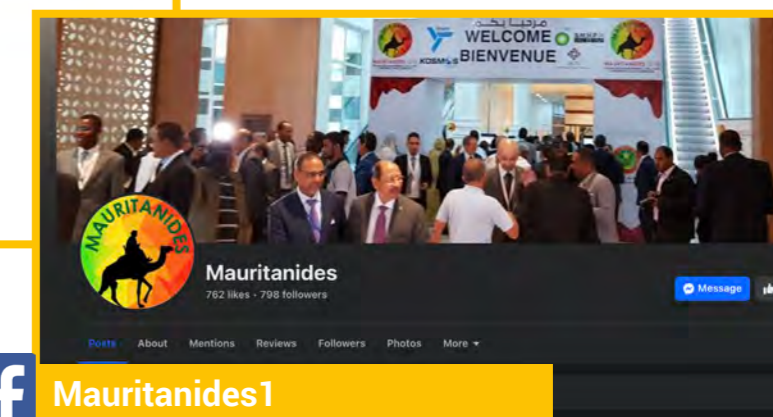 مرحبا بكم
WELCOME
BIENVENUE
KOSMOS
bp
MAURITANIDES
Mauritanides
762 likes • 798 followers
Message
Posts
About
Mentions
Reviews
Followers
Photos
More
f
Mauritanides1